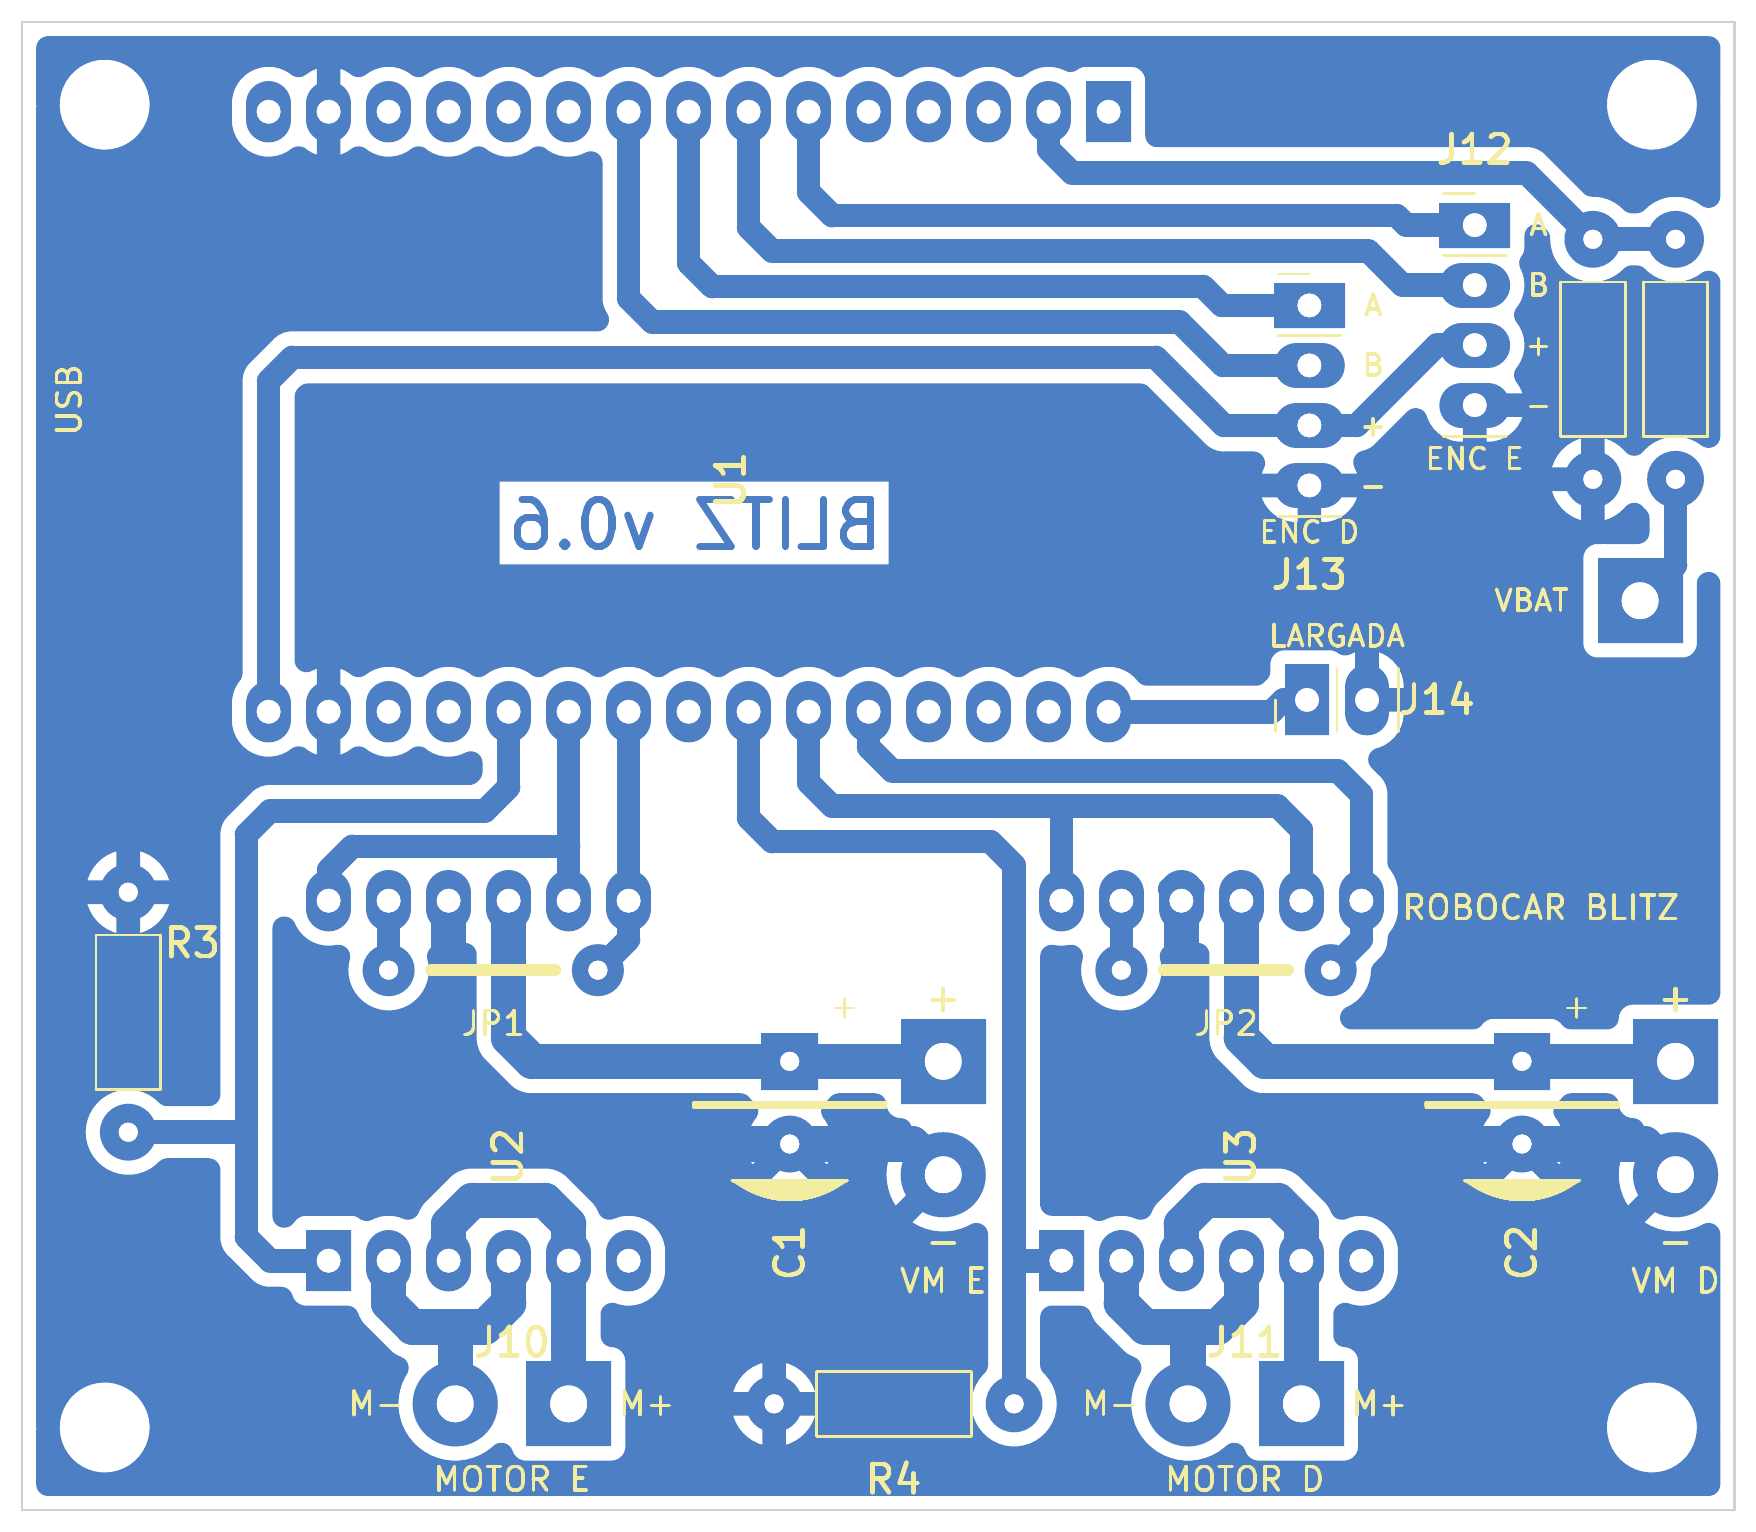 J12
A
B
+
-
ENC E
A
B
+
-
ENC D
J13
USB
U1
BLITZ v0.6
VBAT
LARGADA
J14
ROBOCAR BLITZ
R3
JP1
+
+
JP2
+
+
U2
C1
-
VM E
U3
C2
-
VM D
J10
J11
M-
M+
M-
M+
MOTOR E
R4
MOTOR D